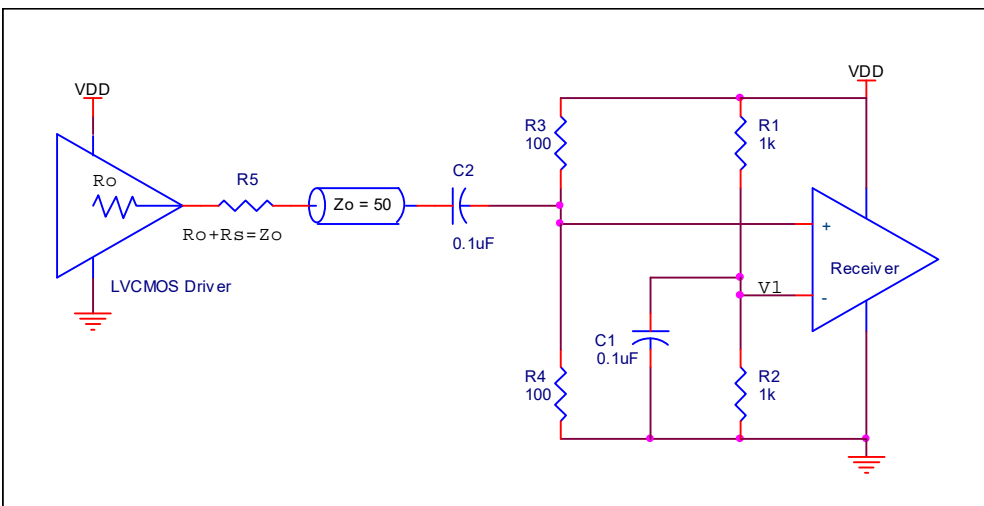 VDD
VDD
R3
100
R1
1k
Ro
R5
C2
Zo = 50
Ro+Rs=Zo
0.1uF
+
Receiver
LVCMOS Driver
V1
-
C1
0.1uF
R4
100
R2
1k